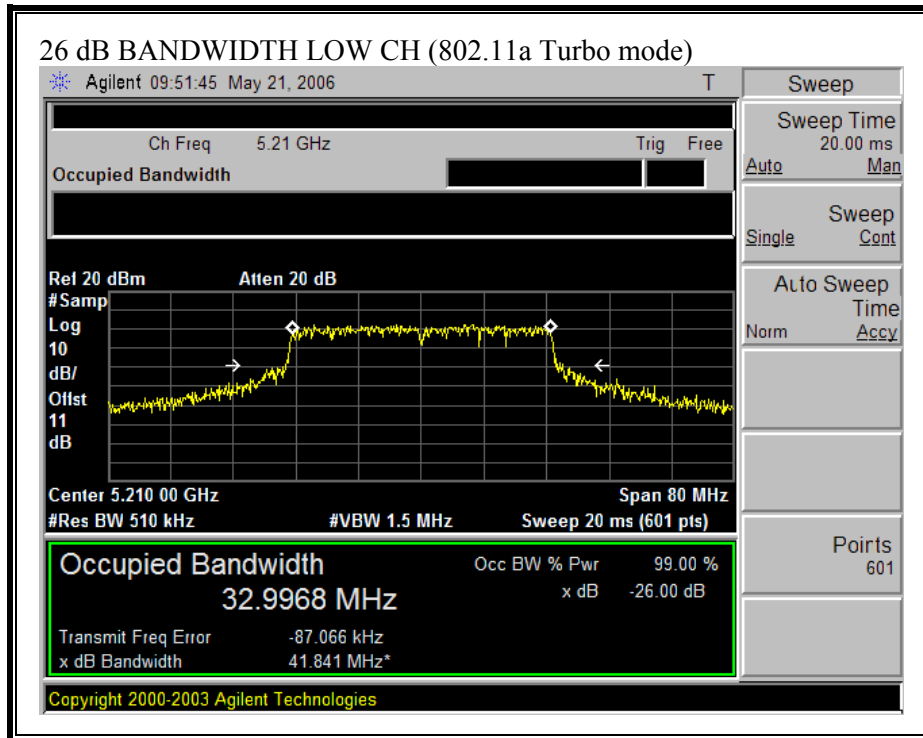 26 dB BANDWIDTH LOW CH (802.11a Turbo mode)
Agilent 09:51:45 May 21, 2006 T
Sweep
Ch Freq 5.21 GHz Trig Free
Occupied Bandwidth
Sweep Time
20.00 ms
Auto Man
Sweep
Single Cont
Auto Sweep
Time
Norm Accy
Ref 20 dBm Atten 20 dB
#Samp
Log
10
dB/
Offst
11
dB
Center 5.210 00 GHz Span 80 MHz
#Res BW 510 kHz #VBW 1.5 MHz Sweep 20 ms (601 pts)
Points
601
Occupied Bandwidth Occ BW % Pwr 99.00 %
32.9968 MHz x dB -26.00 dB
Transmit Freq Error -87.066 kHz
x dB Bandwidth 41.841 MHz*
Copyright 2000-2003 Agilent Technologies